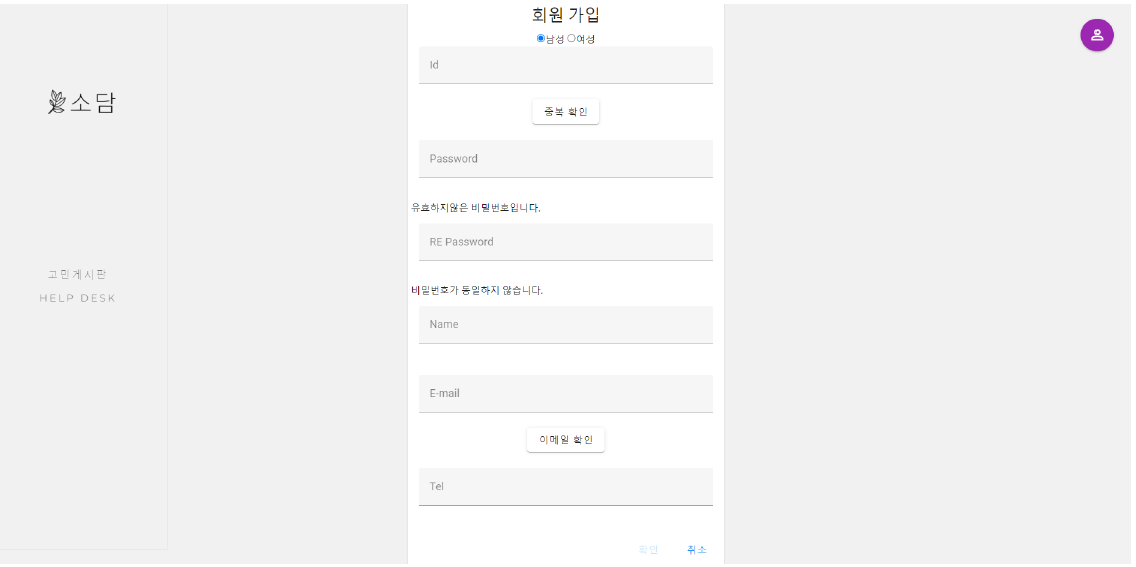 회원 가입
남성 여성
소담
Id
중복 확인
Password
유효하지않은 비밀번호입니다.
RE Password
고민게시판
비밀번호가 동일하지 않습니다.
HELP DESK
Name
E-mail
이메일 확인
Tel
확인 취소